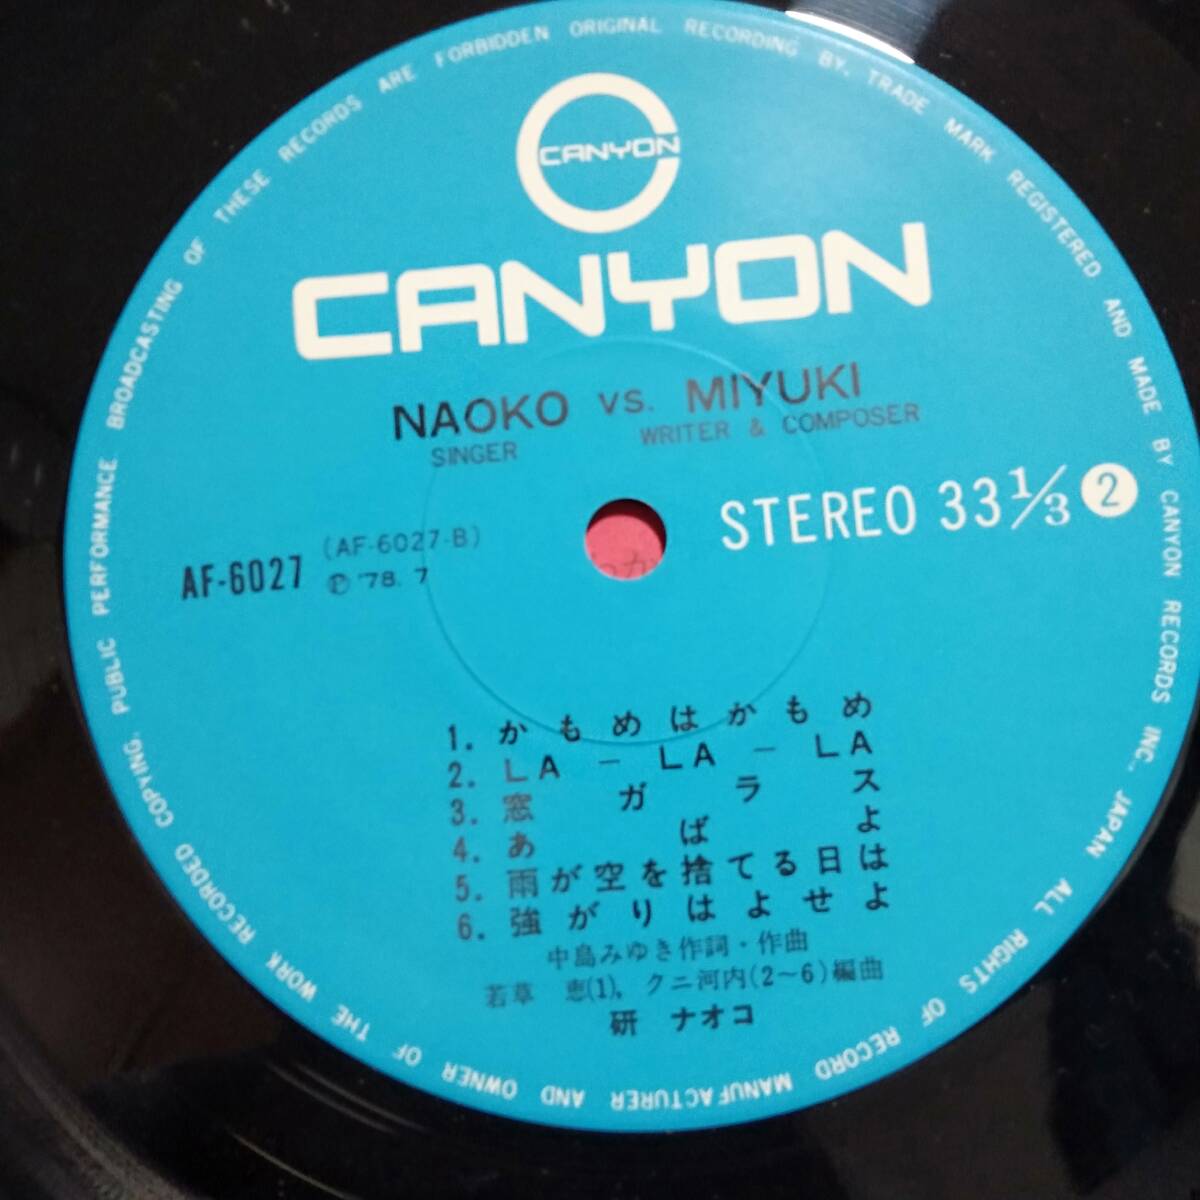 CANYON
CANYON
NAOKO VS. MIYUKI
SINGER WRITER & COMPOSER
STEREO 33 1/3 2
AF-6027 (AF-6027-B)
Ⓟ '78. 7
1. かもめはかもめ
2. LA - LA - LA
3. 窓ガラス
4. あばよ
5. 雨が空を捨てる日は
6. 強がりはよせよ
中島みゆき作詞・作曲
若草 恵(1), クニ河内(2〜6)編曲
研 ナオコ
ALL RIGHTS OF RECORD MANUFACTURER AND OWNER OF THE WORK RECORDED COPYING, PUBLIC PERFORMANCE BROADCASTING OF THESE RECORDS ARE FORBIDDEN ORIGINAL RECORDING BY, TRADE MARK REGISTERED AND MADE BY CANYON RECORDS INC., JAPAN